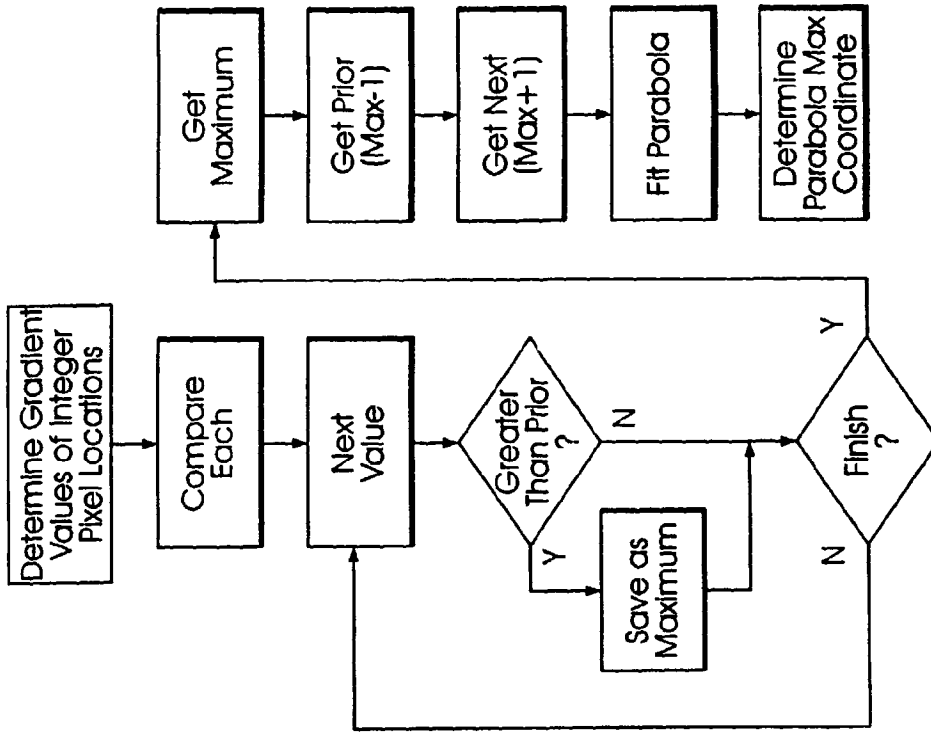 Determine Gradient
Values of Integer
Pixel Locations
Compare
Each
Next
Value
Greater
Than Prior
?
Y
N
Save as
Maximum
Finish
?
N
Y
Get
Maximum
Get Prior
(Max-1)
Get Next
(Max+1)
Fit Parabola
Determine
Parabola Max
Coordinate